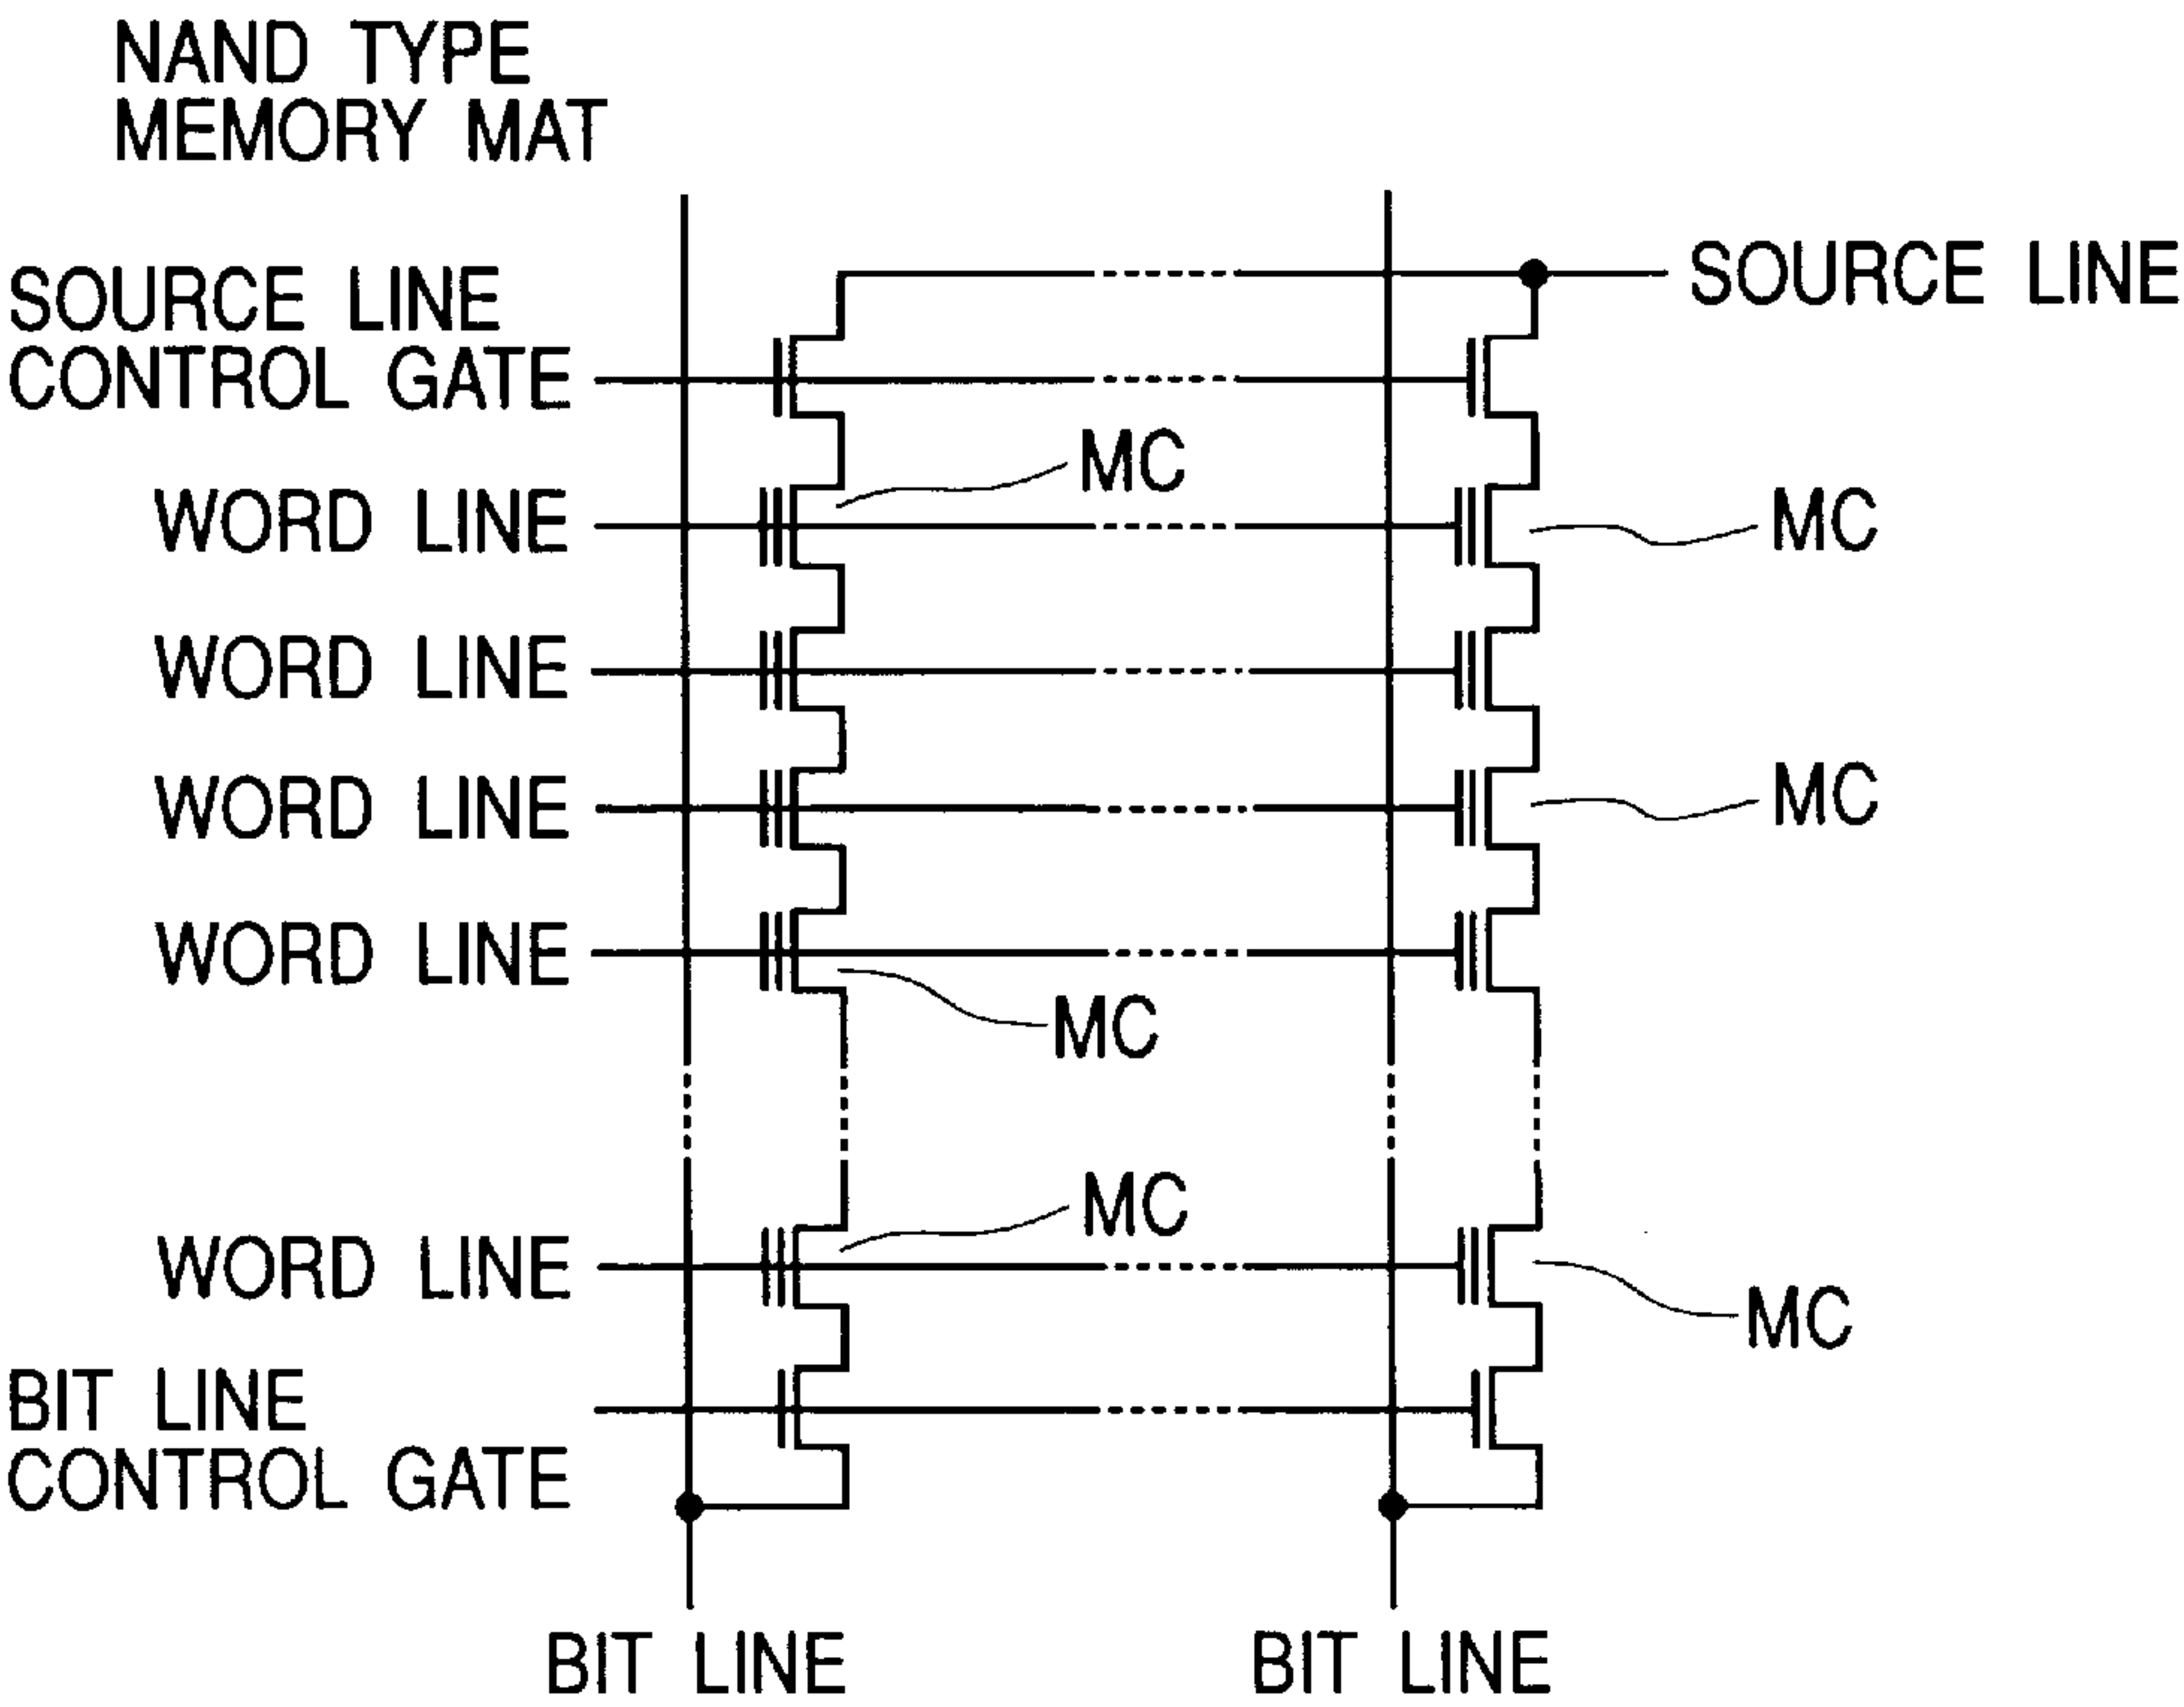 NAND TYPE
MEMORY MAT
SOURCE LINE
SOURCE LINE
CONTROL GATE
MC
WORD LINE
MC
WORD LINE
WORD LINE
MC
WORD LINE
MC
MC
WORD LINE
MC
BIT LINE
CONTROL GATE
BIT LINE
BIT LINE